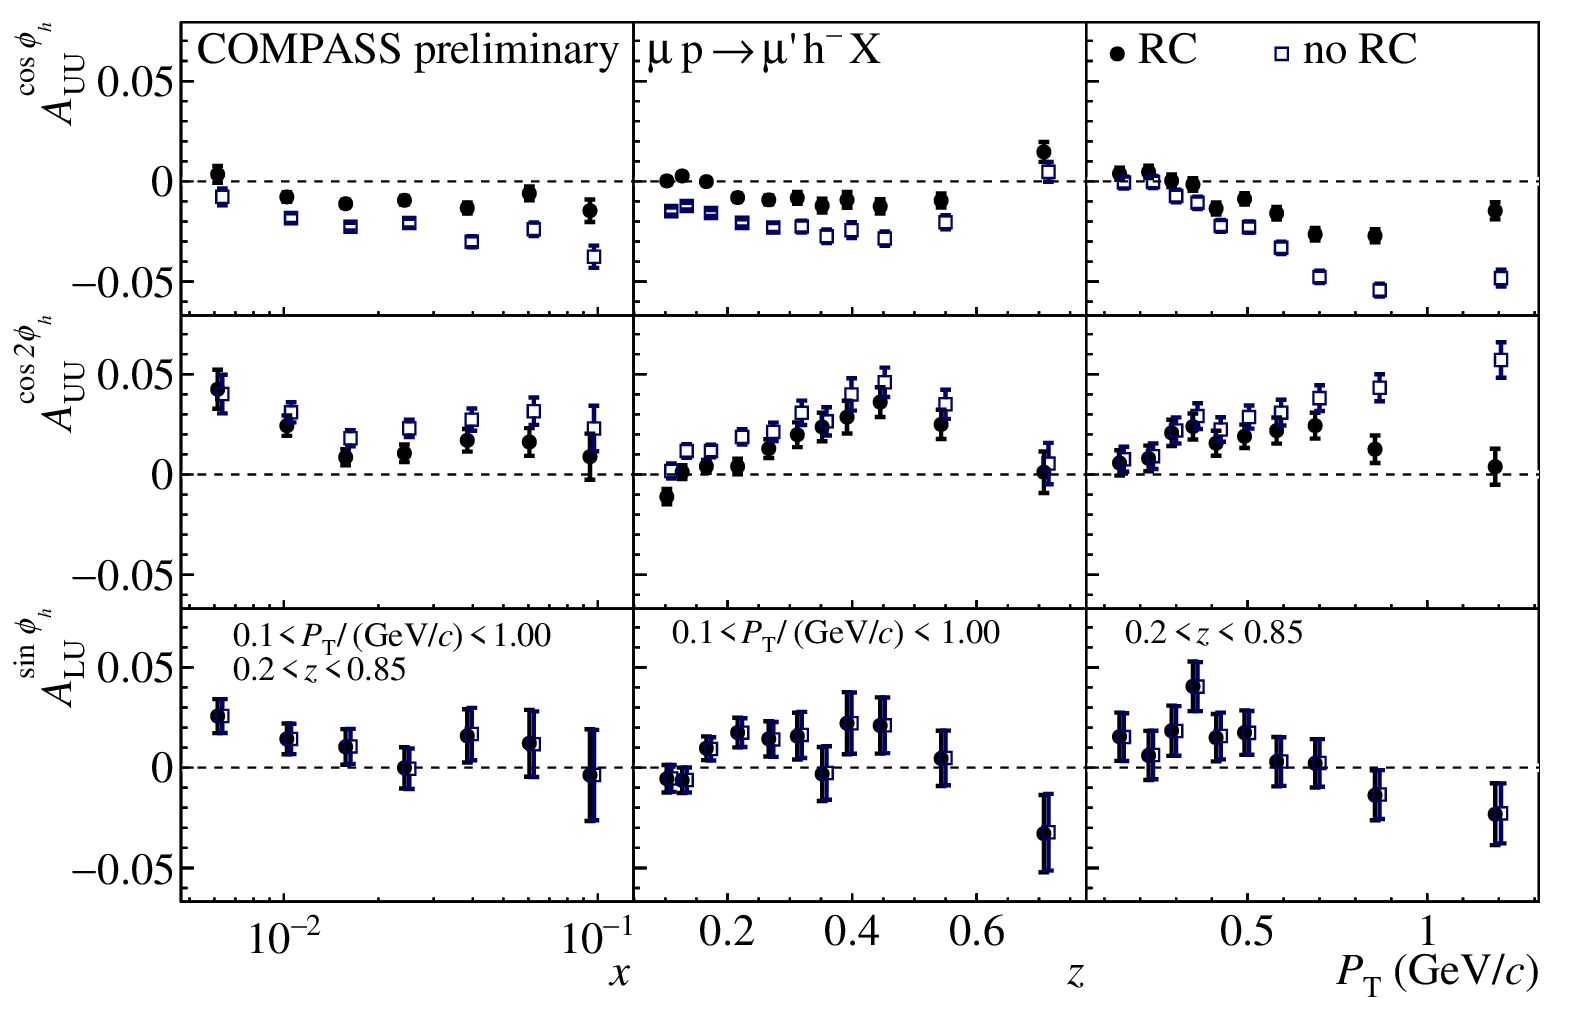 COMPASS preliminary
μ p → μ' h⁻ X
RC
no RC
A_UU^cos ϕ_h
0.05
0
−0.05
A_UU^cos 2ϕ_h
0.05
0
−0.05
A_LU^sin ϕ_h
0.05
0
−0.05
0.1 < P_T / (GeV/c) < 1.00
0.2 < z < 0.85
0.1 < P_T / (GeV/c) < 1.00
0.2 < z < 0.85
10⁻² 10⁻¹
x
0.2 0.4 0.6
z
0.5 1
P_T (GeV/c)